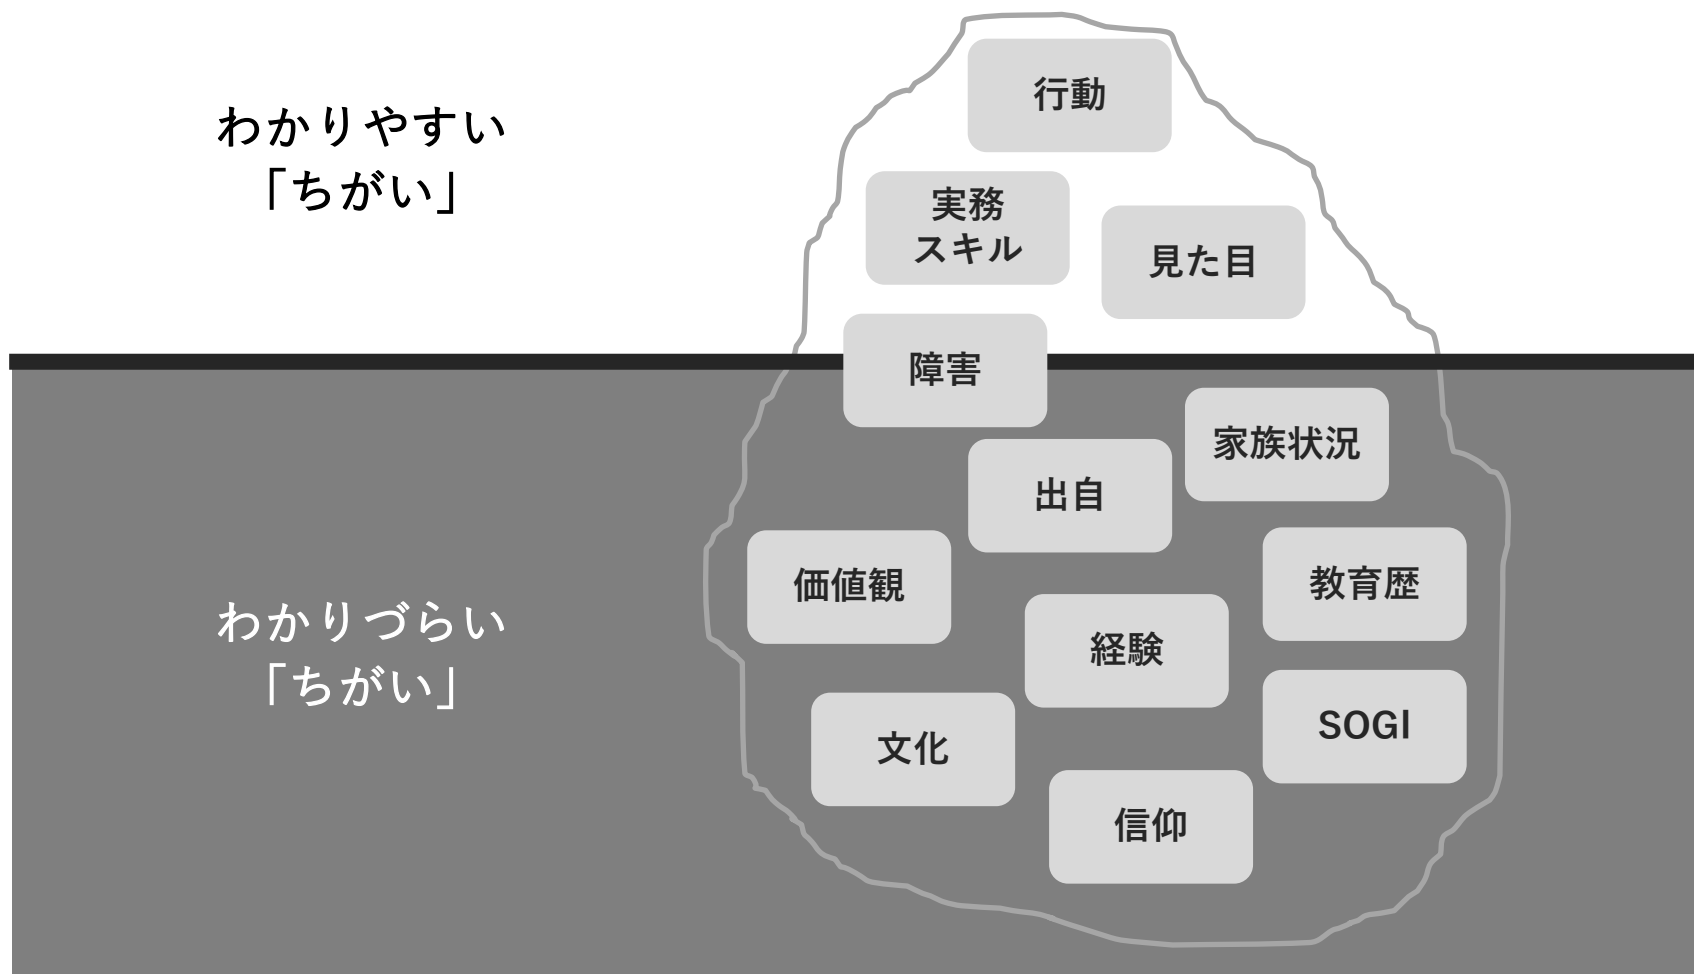 わかりやすい
「ちがい」
行動
実務
スキル
見た目
障害
家族状況
出自
価値観
教育歴
経験
わかりづらい
「ちがい」
SOGI
文化
信仰